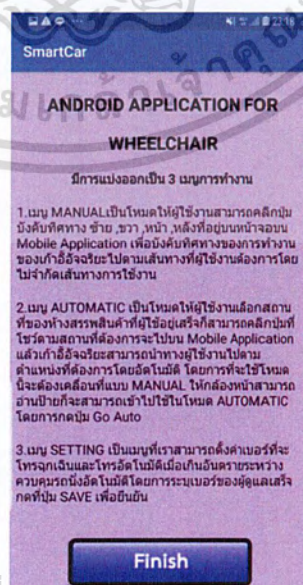 23:18
SmartCar
ANDROID APPLICATION FOR
WHEELCHAIR
มีการแบ่งออกเป็น 3 เมนูการทำงาน
1.เมนู MANUALเป็นโหมดให้ผู้ใช้งานสามารถคลิกปุ่ม
บังคับทิศทาง ซ้าย ,ขวา ,หน้า ,หลังที่อยู่บนหน้าจอบน
Mobile Application เพื่อบังคับทิศทางของการทำงาน
ของเก้าอี้อัจฉริยะไปตามเส้นทางที่ผู้ใช้งานต้องการโดย
ไม่จำกัดเส้นทางการใช้งาน
2.เมนู AUTOMATIC เป็นโหมดให้ผู้ใช้งานเลือกสถาน
ที่ของห้างสรรพสินค้าที่ผู้ใช้อยู่เสร็จก็สามารถคลิกปุ่มที่
โชว์ตามสถานที่ต้องการจะไปบน Mobile Application
แล้วเก้าอี้อัจฉริยะสามารถนำทางผู้ใช้งานไปตาม
ตำแหน่งที่ต้องการโดยอัตโนมัติ โดยการที่จะใช้โหมด
นี้จะต้องเคลื่อนที่แบบ MANUAL ให้กล้องหน้าสามารถ
อ่านป้ายก็จะสามารถเข้าไปใช้ในโหมด AUTOMATIC
โดยการกดปุ่ม Go Auto
3.เมนู SETTING เป็นเมนูที่เราสามารถตั้งค่าเบอร์ที่จะ
โทรฉุกเฉินและโทรอัตโนมัติเมื่อเกินอันตรายระหว่าง
ควบคุมรถนั่งอัตโนมัติโดยการระบุเบอร์ของผู้ดูแลเสร็จ
กดที่ปุ่ม SAVE เพื่อยืนยัน
Finish